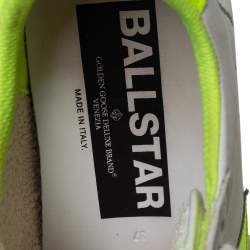 BALLSTAR
GOLDEN GOOSE DELUXE BRAND®
VENEZIA
MADE IN ITALY.